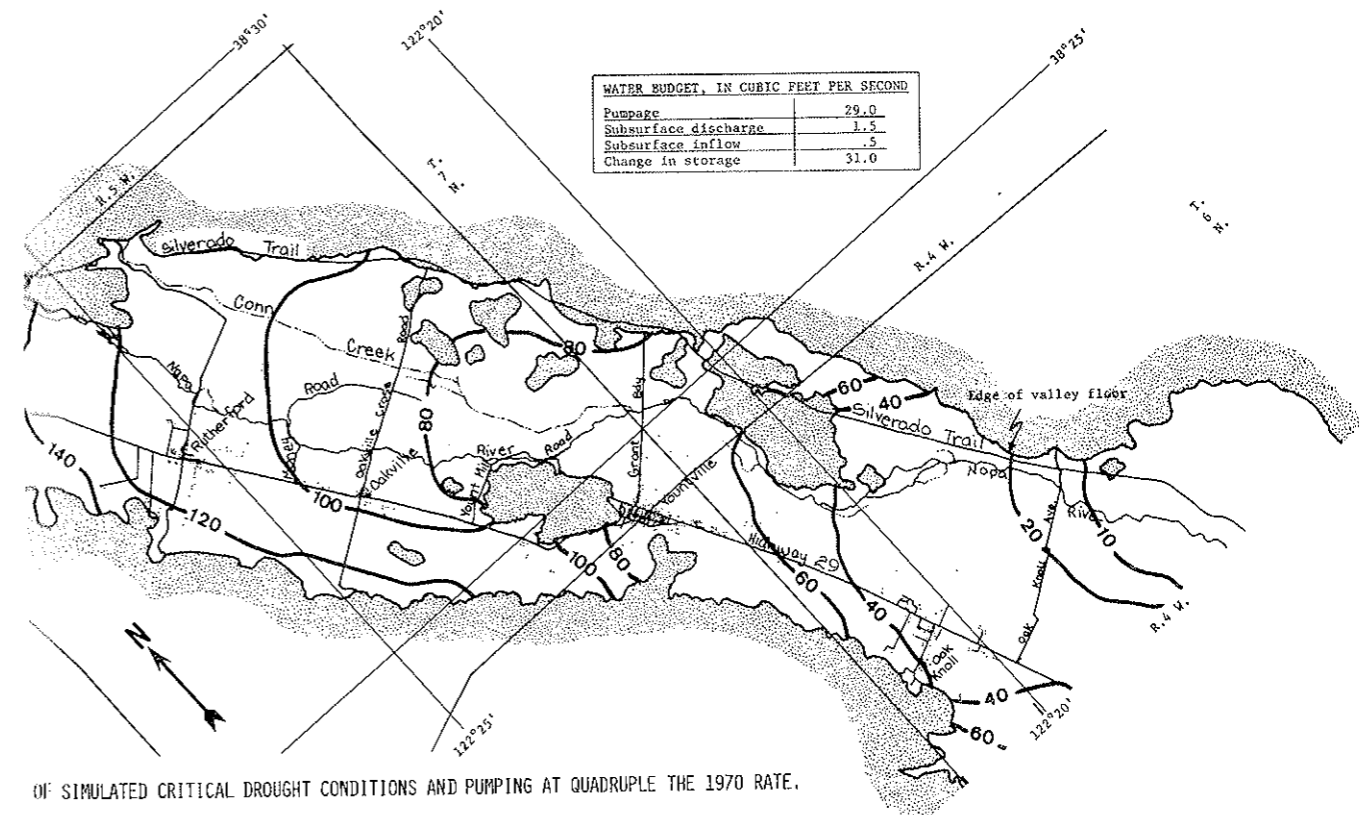 38°30'
122°20'
38°25'
WATER BUDGET, IN CUBIC FEET PER SECOND
Pumpage 29.0
Subsurface discharge 1.5
Subsurface inflow .5
Change in storage 31.0
R.5 W.
T.
7
N.
T.
6
N.
R.4 W.
Silverado Trail
Conn
Creek
Road
80
60
40
Edge of valley floor
Silverado Trail
Napa
River
Napa
Rutherford
Road
Oakville Cross
Oakville
80
Yount Mill
River
Road
Grant Bdy
Yountville
140
120
100
100
80
Highway 29
60
40
20
10
Oak Knoll Ave
R.4 W.
Oak
Knoll
40
60
122°20'
122°25'
N
OF SIMULATED CRITICAL DROUGHT CONDITIONS AND PUMPING AT QUADRUPLE THE 1970 RATE.